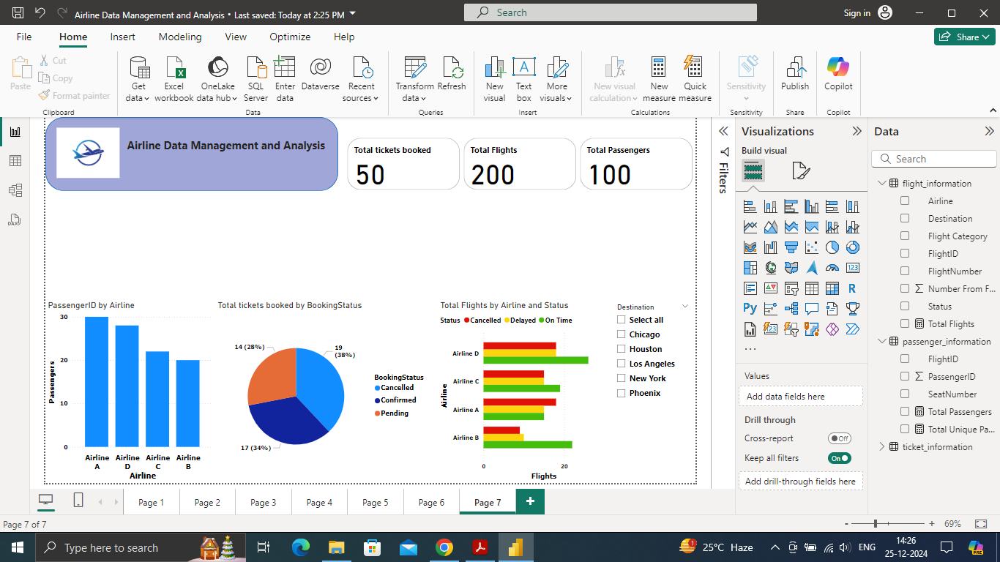 Airline Data Management and Analysis • Last saved: Today at 2:25 PM
Search
Sign in
File Home Insert Modeling View Optimize Help
Share
Paste
Cut
Copy
Format painter
Clipboard
Get data
Excel workbook
OneLake data hub
SQL Server
Enter data
Dataverse
Recent sources
Data
Transform data
Refresh
Queries
New visual
Text box
More visuals
Insert
New visual calculation
New measure
Quick measure
Calculations
Sensitivity
Sensitivity
Publish
Share
Copilot
Copilot
Airline Data Management and Analysis
Total tickets booked
50
Total Flights
200
Total Passengers
100
PassengerID by Airline
30
20
10
0
Passengers
Airline A
Airline D
Airline C
Airline B
Airline
Total tickets booked by BookingStatus
14 (28%)
19 (38%)
17 (34%)
BookingStatus
Cancelled
Confirmed
Pending
Total Flights by Airline and Status
Status Cancelled Delayed On Time
Airline D
Airline C
Airline A
Airline B
Airline
0 20
Flights
Destination
Select all
Chicago
Houston
Los Angeles
New York
Phoenix
Filters
Visualizations
Build visual
123
R
Py
123
...
Values
Add data fields here
Drill through
Cross-report
Off
Keep all filters
On
Add drill-through fields here
Data
Search
flight_information
Airline
Destination
Flight Category
FlightID
FlightNumber
Number From F...
Status
Total Flights
passenger_information
FlightID
PassengerID
SeatNumber
Total Passengers
Total Unique Pa...
ticket_information
DAX
Page 1 Page 2 Page 3 Page 4 Page 5 Page 6 Page 7 +
Page 7 of 7
- + 69%
Type here to search
1
25°C Haze
ENG
14:26
25-12-2024
PRE